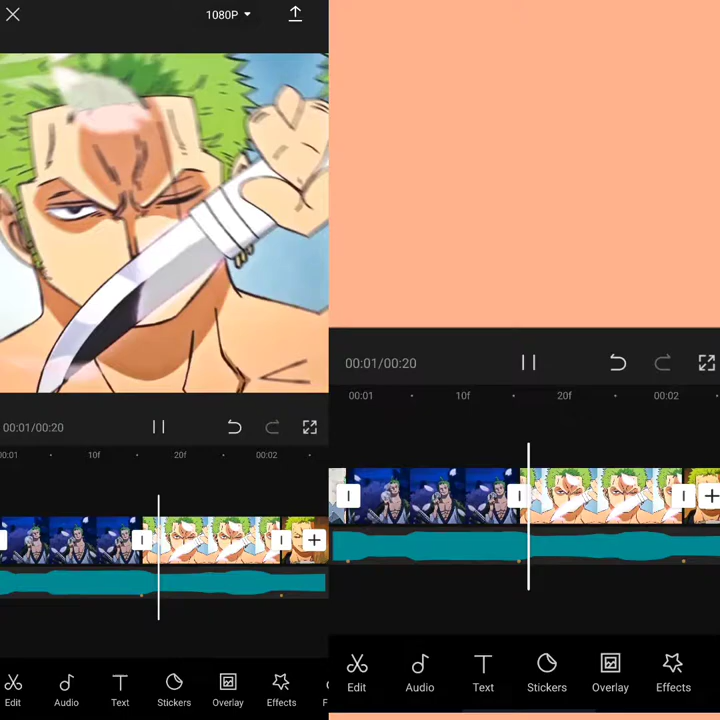 1080P
00:01/00:20
00:01 10f 20f 00:02
Edit Audio Text Stickers Overlay Effects F
00:01/00:20
00:01 10f 20f 00:02
Edit Audio Text Stickers Overlay Effects